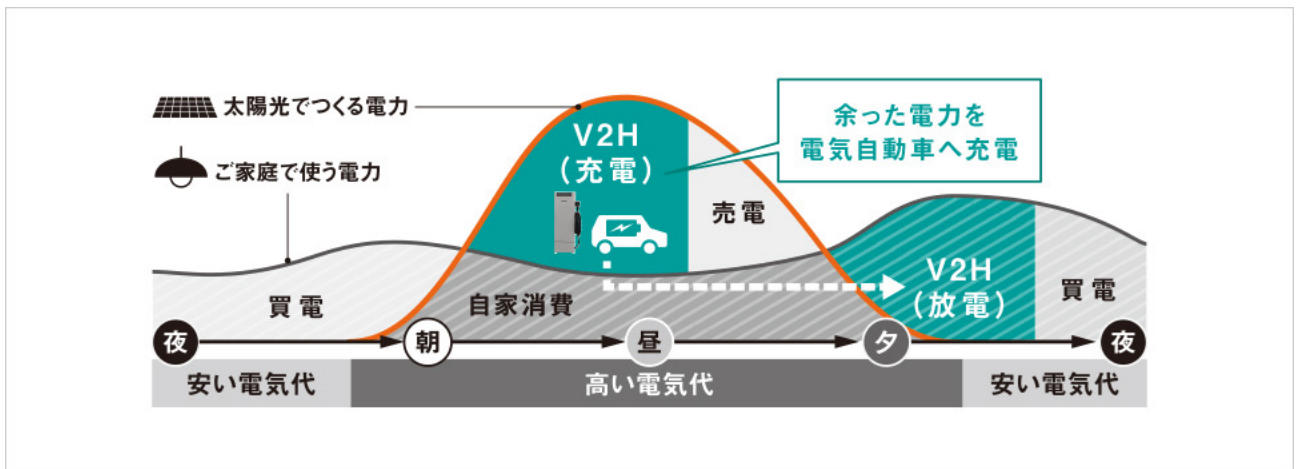 太陽光でつくる電力
ご家庭で使う電力
V2H
(充電)
余った電力を
電気自動車へ充電
売電
買電
自家消費
V2H
(放電)
買電
夜
朝
昼
夕
夜
安い電気代
高い電気代
安い電気代